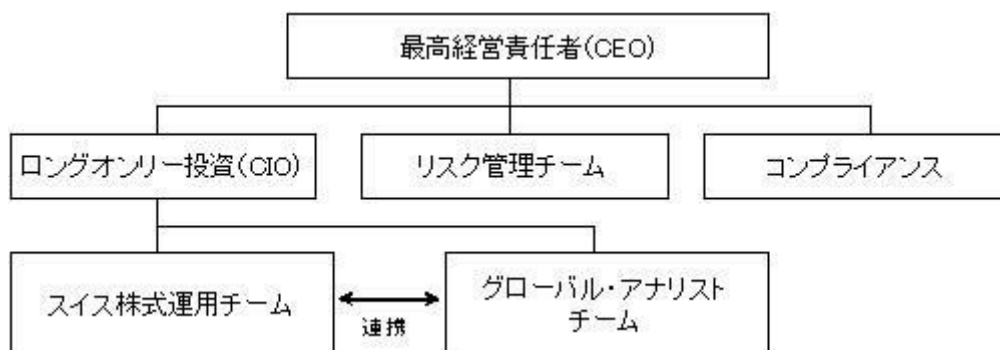 最高経営責任者(CEO)
ロングオンリー投資(CIO)
リスク管理チーム
コンプライアンス
スイス株式運用チーム
連携
グローバル・アナリスト
チーム